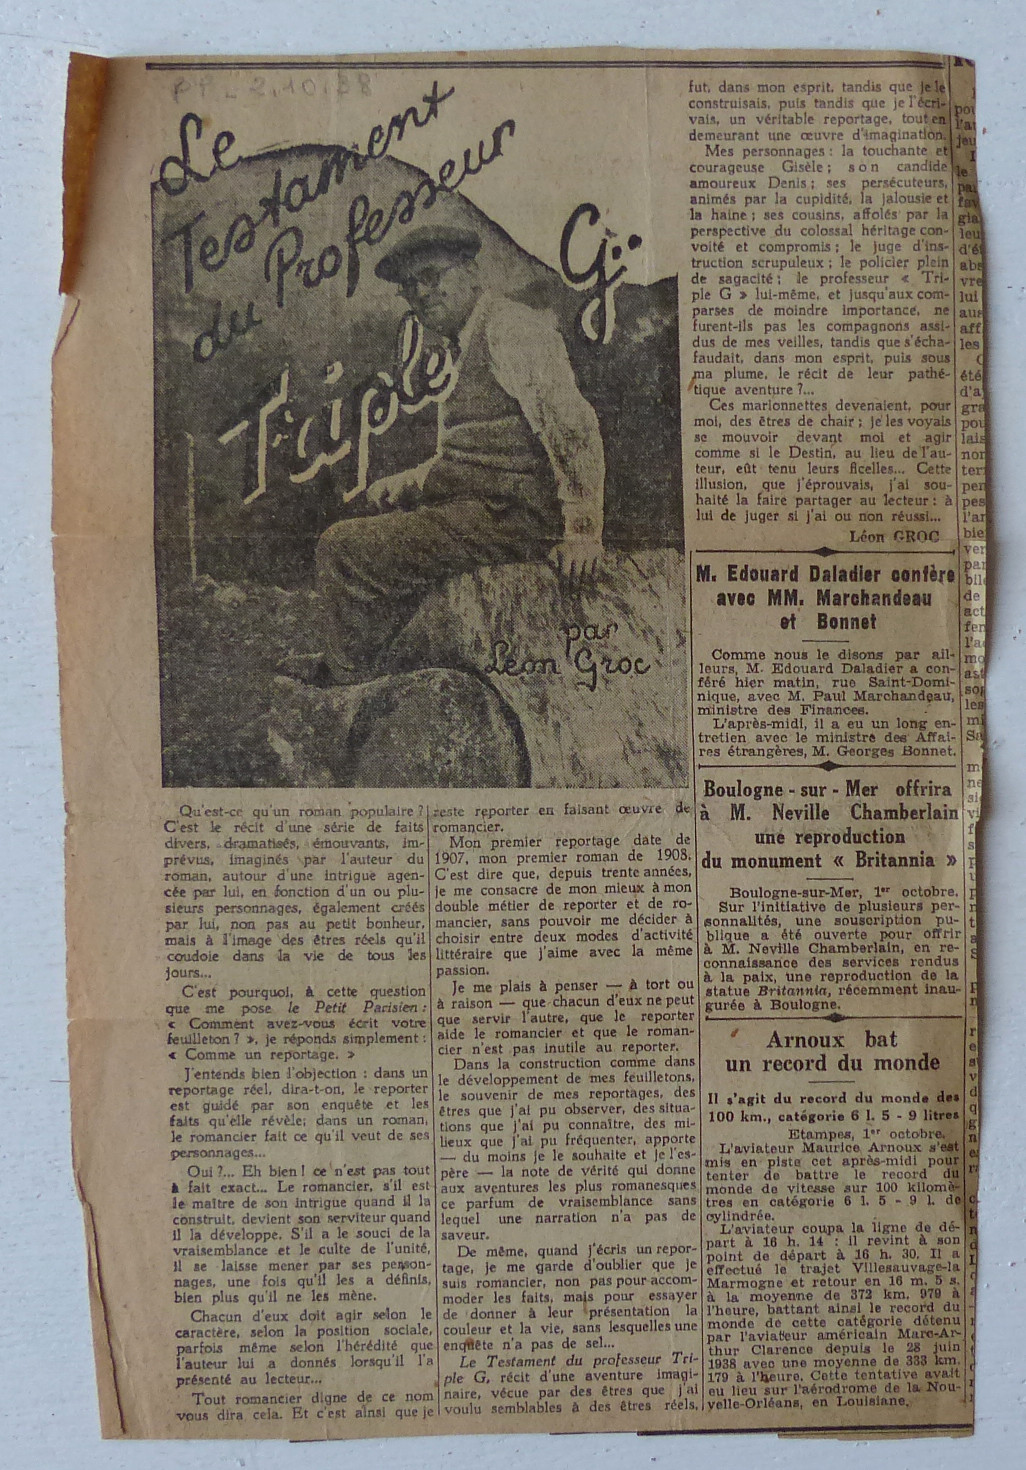 PP_2.10.38
Le
Testament
du Professeur
Triple G..
par
Léon Groc
Qu'est-ce qu'un roman populaire ?
C'est le récit d'une série de faits
divers, dramatisés, émouvants, im-
prévus, imaginés par l'auteur du
roman, autour d'une intrigue agen-
cée par lui, en fonction d'un ou plu-
sieurs personnages, également créés
par lui, non pas au petit bonheur,
mais à l'image des êtres réels qu'il
coudoie dans la vie de tous les
jours...
C'est pourquoi, à cette question
que me pose le Petit Parisien :
« Comment avez-vous écrit votre
feuilleton ? », je réponds simplement :
« Comme un reportage. »
J'entends bien l'objection : dans un
reportage réel, dira-t-on, le reporter
est guidé par son enquête et les
faits qu'elle révèle; dans un roman,
le romancier fait ce qu'il veut de ses
personnages...
Oui ?... Eh bien ! ce n'est pas tout
à fait exact... Le romancier, s'il est
le maître de son intrigue quand il la
construit, devient son serviteur quand
il la développe. S'il a le souci de la
vraisemblance et le culte de l'unité,
il se laisse mener par ses person-
nages, une fois qu'il les a définis,
bien plus qu'il ne les mène.
Chacun d'eux doit agir selon le
caractère, selon la position sociale,
parfois même selon l'hérédité que
l'auteur lui a donnés lorsqu'il l'a
présenté au lecteur...
Tout romancier digne de ce nom
vous dira cela. Et c'est ainsi que je
reste reporter en faisant œuvre de
romancier.
Mon premier reportage date de
1907, mon premier roman de 1908.
C'est dire que, depuis trente années,
je me consacre de mon mieux à mon
double métier de reporter et de ro-
mancier, sans pouvoir me décider à
choisir entre deux modes d'activité
littéraire que j'aime avec la même
passion.
Je me plais à penser — à tort ou
à raison — que chacun d'eux ne peut
que servir l'autre, que le reporter
aide le romancier et que le roman-
cier n'est pas inutile au reporter.
Dans la construction comme dans
le développement de mes feuilletons,
le souvenir de mes reportages, des
êtres que j'ai pu observer, des situa-
tions que j'ai pu connaître, des mi-
lieux que j'ai pu fréquenter, apporte
— du moins je le souhaite et je l'es-
père — la note de vérité qui donne
aux aventures les plus romanesques
ce parfum de vraisemblance sans
lequel une narration n'a pas de
saveur.
De même, quand j'écris un repor-
tage, je me garde d'oublier que je
suis romancier, non pas pour accom-
moder les faits, mais pour essayer
de donner à leur présentation la
couleur et la vie, sans lesquelles une
enquête n'a pas de sel...
Le Testament du professeur Tri-
ple G, récit d'une aventure imagi-
naire, vécue par des êtres que j'ai
voulu semblables à des êtres réels,
fut, dans mon esprit, tandis que je le
construisais, puis tandis que je l'écri-
vais, un véritable reportage, tout en
demeurant une œuvre d'imagination.
Mes personnages : la touchante et
courageuse Gisèle ; son candide
amoureux Denis ; ses persécuteurs,
animés par la cupidité, la jalousie et
la haine ; ses cousins, affolés par la
perspective du colossal héritage con-
voité et compromis ; le juge d'ins-
truction scrupuleux ; le policier plein
de sagacité ; le professeur « Tri-
ple G » lui-même, et jusqu'aux com-
parses de moindre importance, ne
furent-ils pas les compagnons assi-
dus de mes veilles, tandis que s'écha-
faudait, dans mon esprit, puis sous
ma plume, le récit de leur pathé-
tique aventure ?...
Ces marionnettes devenaient, pour
moi, des êtres de chair ; je les voyais
se mouvoir devant moi et agir
comme si le Destin, au lieu de l'au-
teur, eût tenu leurs ficelles... Cette
illusion, que j'éprouvais, j'ai sou-
haité la faire partager au lecteur : à
lui de juger si j'ai ou non réussi...
Léon GROC
M. Edouard Daladier confère
avec MM. Marchandeau
et Bonnet
Comme nous le disons par ail-
leurs, M. Edouard Daladier a con-
féré hier matin, rue Saint-Domi-
nique, avec M. Paul Marchandeau,
ministre des Finances.
L'après-midi, il a eu un long en-
tretien avec le ministre des Affai-
res étrangères, M. Georges Bonnet.
Boulogne - sur - Mer offrira
à M. Neville Chamberlain
une reproduction
du monument « Britannia »
Boulogne-sur-Mer, 1er octobre.
Sur l'initiative de plusieurs per-
sonnalités, une souscription pu-
blique a été ouverte pour offrir
à M. Neville Chamberlain, en re-
connaissance des services rendus
à la paix, une reproduction de la
statue Britannia, récemment inau-
gurée à Boulogne.
Arnoux bat
un record du monde
Il s'agit du record du monde des
100 km., catégorie 6 l. 5 - 9 litres
Etampes, 1er octobre.
L'aviateur Maurice Arnoux s'est
mis en piste cet après-midi pour
tenter de battre le record du
monde de vitesse sur 100 kilomè-
tres en catégorie 6 l. 5 - 9 l. de
cylindrée.
L'aviateur coupa la ligne de dé-
part à 16 h. 14 ; il revint à son
point de départ à 16 h. 30. Il a
effectué le trajet Villesauvage-la
Marmogne et retour en 16 m. 5 s.
à la moyenne de 372 km. 979 à
l'heure, battant ainsi le record du
monde de cette catégorie détenu
par l'aviateur américain Marc-Ar-
thur Clarence depuis le 28 juin
1938 avec une moyenne de 333 km.
179 à l'heure. Cette tentative avait
eu lieu sur l'aérodrome de la Nou-
velle-Orléans, en Louisiane.